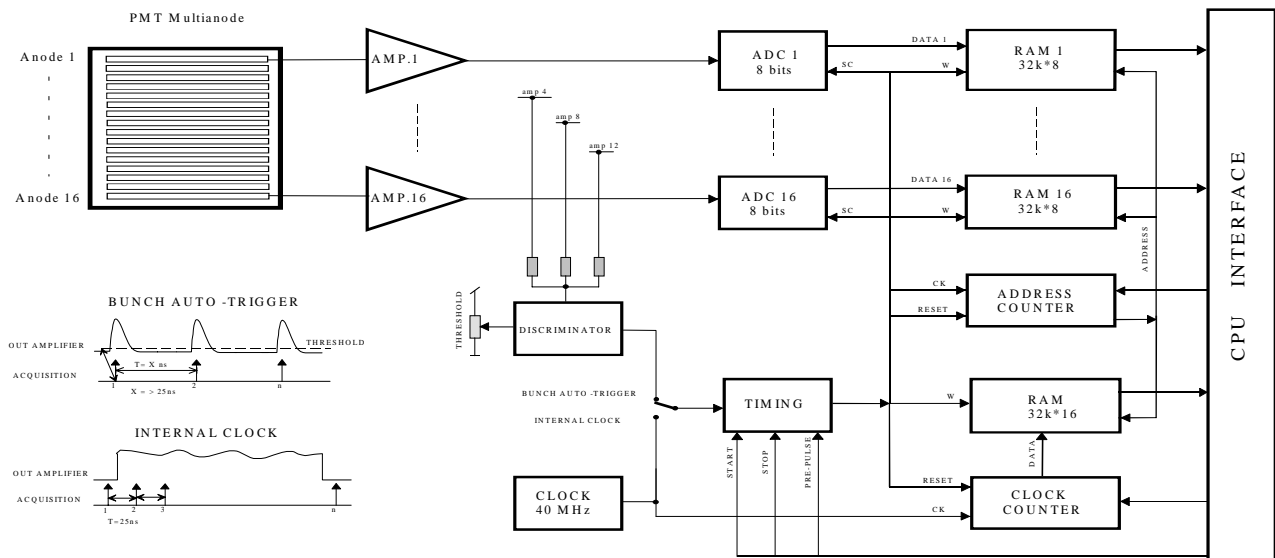 PMT Multianode
Anode 1
Anode 16
AMP.1
AMP.16
amp 4
amp 8
amp 12
ADC 1
8 bits
DATA 1
SC
W
RAM 1
32k*8
ADC 16
8 bits
DATA 16
SC
W
RAM 16
32k*8
ADDRESS
CPU INTERFACE
CK
RESET
ADDRESS
COUNTER
THRESHOLD
DISCRIMINATOR
BUNCH AUTO -TRIGGER
INTERNAL CLOCK
TIMING
START
STOP
PRE-PULSE
W
RAM
32k*16
DATA
RESET
CK
CLOCK
COUNTER
CLOCK
40 MHz
BUNCH AUTO -TRIGGER
OUT AMPLIFIER
THRESHOLD
T= X ns
ACQUISITION
1 2 n
X = > 25ns
INTERNAL CLOCK
OUT AMPLIFIER
ACQUISITION
1 2 3 n
T=25ns